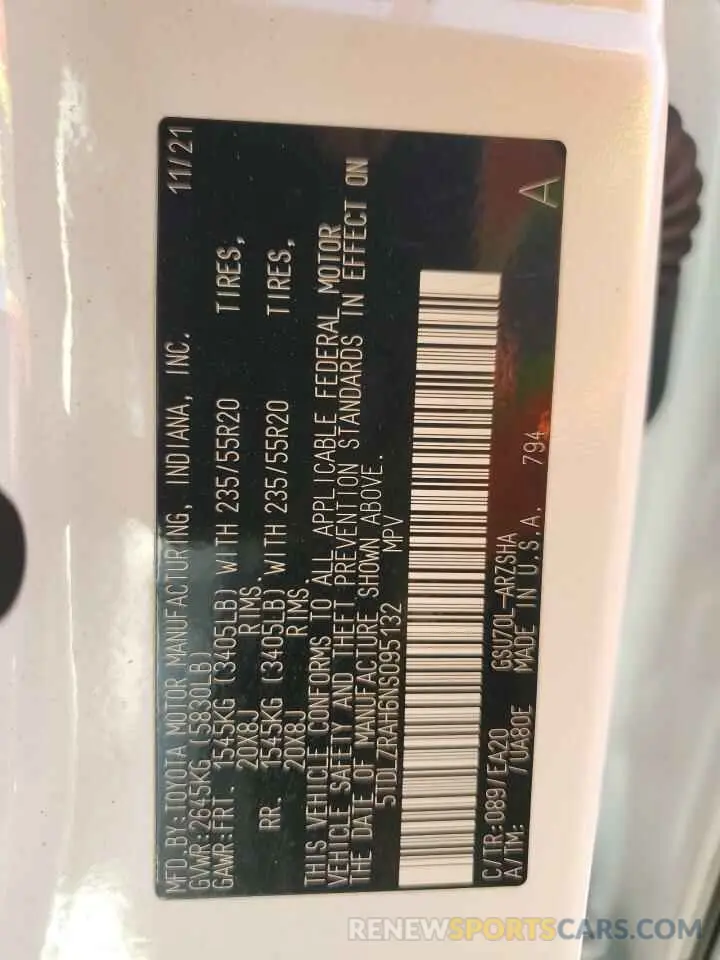 MFD.BY:TOYOTA MOTOR MANUFACTURING, INDIANA, INC. 11/21
GVWR:2645KG (5830LB)
GAWR:FRT. 1545KG (3405LB) WITH 235/55R20 TIRES,
20X8J RIMS.
RR. 1545KG (3405LB) WITH 235/55R20 TIRES,
20X8J RIMS.
THIS VEHICLE CONFORMS TO ALL APPLICABLE FEDERAL MOTOR
VEHICLE SAFETY AND THEFT PREVENTION STANDARDS IN EFFECT ON
THE DATE OF MANUFACTURE SHOWN ABOVE.
5TDLZRAH6NS095132 MPV
C/TR:089/EA20 GSU70L-ARZSHA
A/TM: /UA80E MADE IN U.S.A. 794 A
RENEWSPORTSCARS.COM